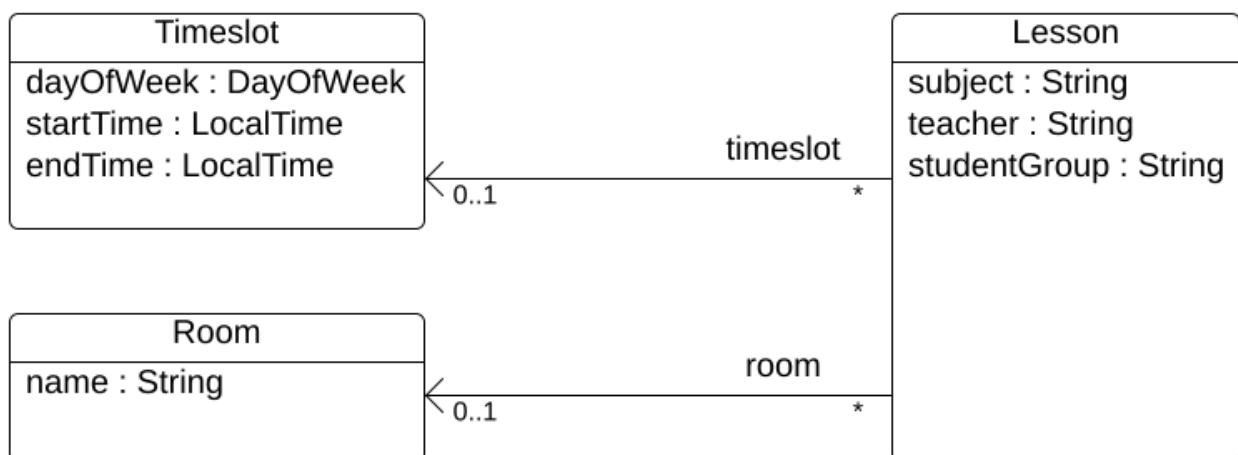 Timeslot
dayOfWeek : DayOfWeek
startTime : LocalTime
endTime : LocalTime
timeslot
0..1
*
Lesson
subject : String
teacher : String
studentGroup : String
Room
name : String
room
0..1
*